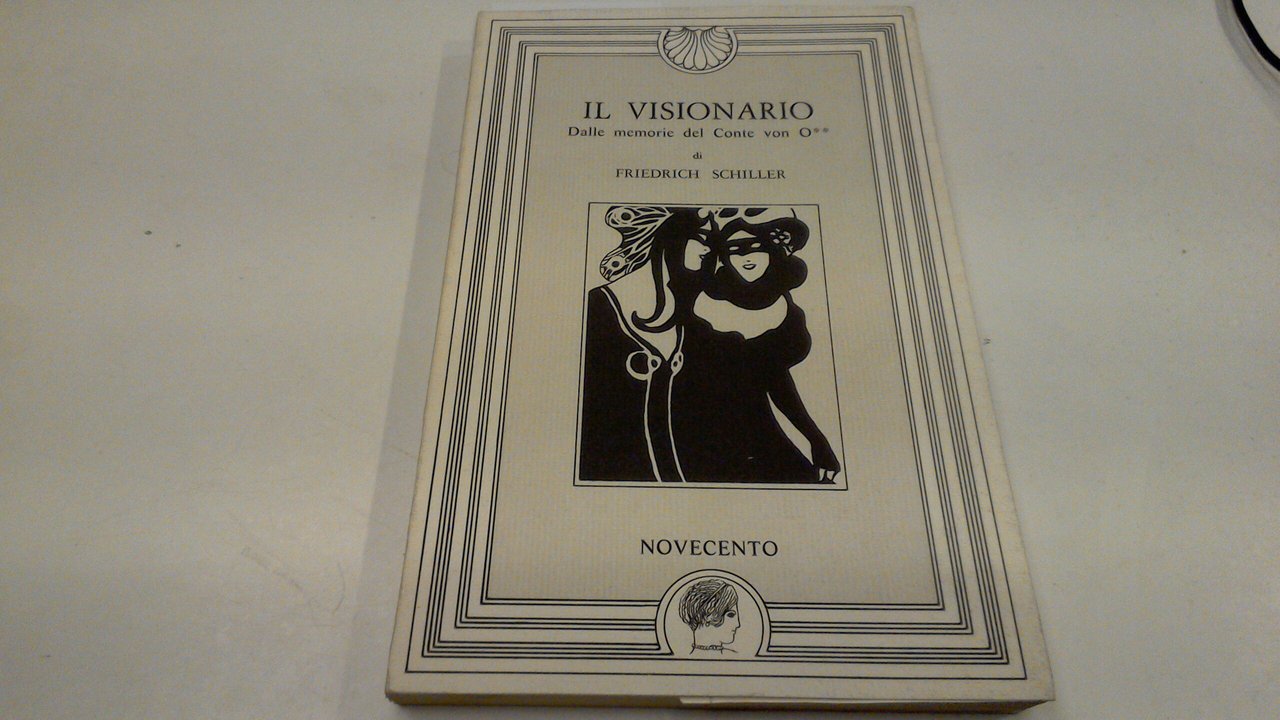 IL VISIONARIO
Dalle memorie del Conte von O**
di
FRIEDRICH SCHILLER
NOVECENTO